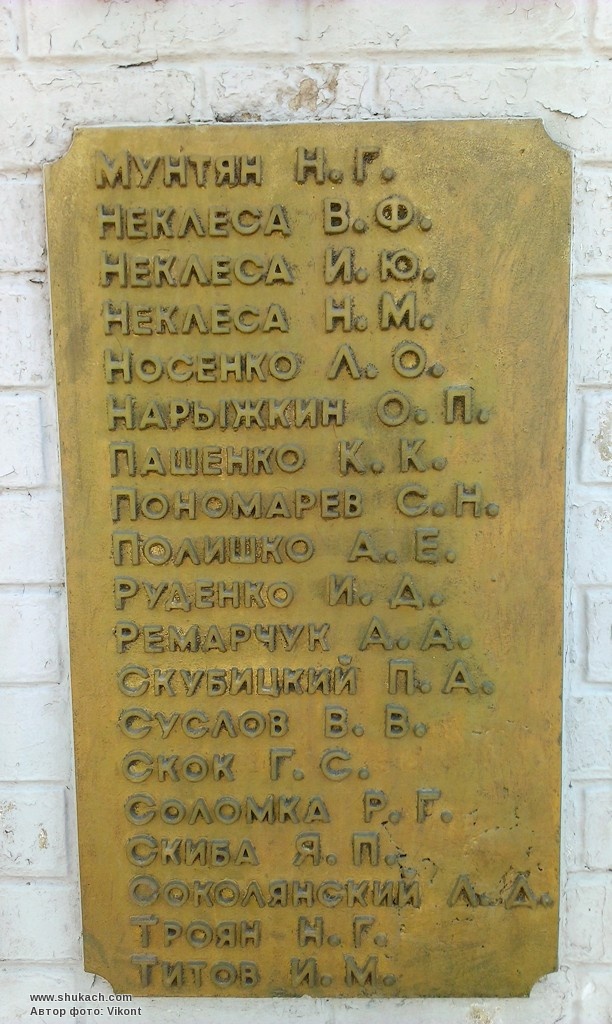 Мунтян Н.Г.
Неклеса В.Ф.
Неклеса И.Ю.
Неклеса Н.М.
Носенко Л.О.
Нарыжкин О.П.
Пашенко К.К.
Пономарев С.Н.
Полишко А.Е.
Руденко И.Д.
Ремарчук А.А.
Скубицкий П.А.
Суслов В.В.
Скок Г.С.
Соломка Р.Г.
Скиба Я.П.
Соколянский Л.Д.
Троян Н.Г.
Титов И.М.
www.shukach.com
Автор фото: Vikont